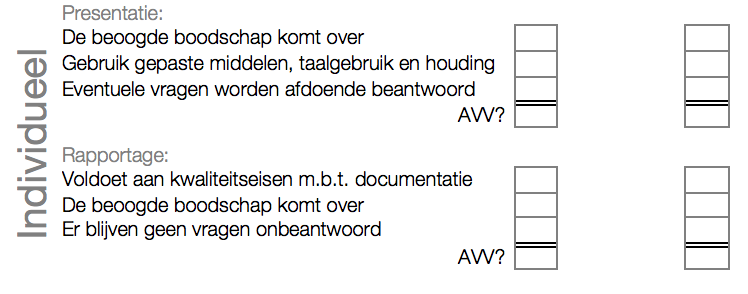 Individueel
Presentatie:
De beoogde boodschap komt over
Gebruik gepaste middelen, taalgebruik en houding
Eventuele vragen worden afdoende beantwoord
AVV?
Rapportage:
Voldoet aan kwaliteitseisen m.b.t. documentatie
De beoogde boodschap komt over
Er blijven geen vragen onbeantwoord
AVV?